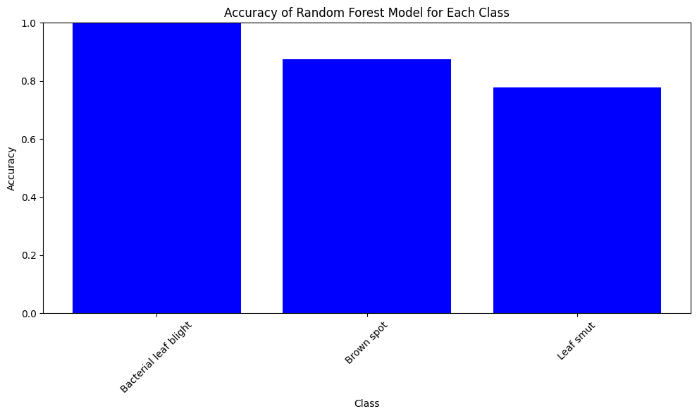 Accuracy of Random Forest Model for Each Class
1.0
0.8
0.6
0.4
0.2
0.0
Accuracy
Bacterial leaf blight
Brown spot
Leaf smut
Class